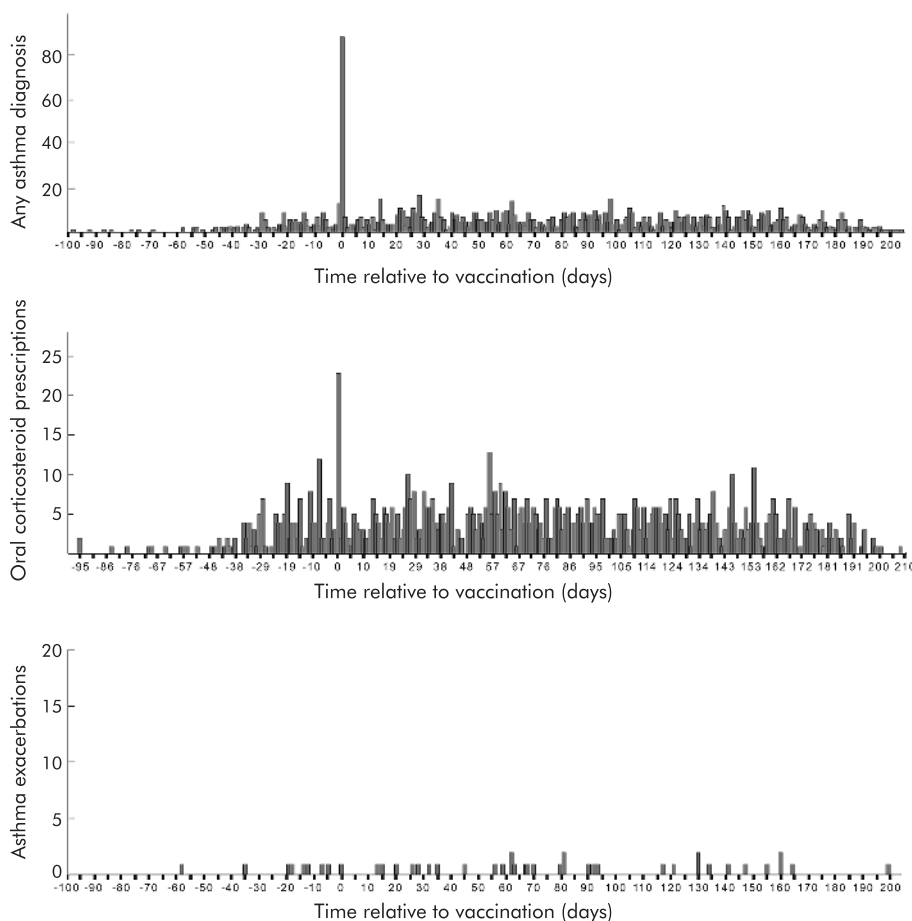 Any asthma diagnosis
80
60
40
20
-100 -90 -80 -70 -60 -50 -40 -30 -20 -10 0 10 20 30 40 50 60 70 80 90 100 110 120 130 140 150 160 170 180 190 200
Time relative to vaccination (days)
Oral corticosteroid prescriptions
25
20
15
10
5
-95 -86 -76 -67 -57 -48 -39 -29 -19 -10 0 10 19 29 36 48 57 67 76 86 95 105 114 124 134 143 153 162 172 181 191 200 210
Time relative to vaccination (days)
Asthma exacerbations
20
15
10
5
0
-100 -90 -80 -70 -60 -50 -40 -30 -20 -10 0 10 20 30 40 50 60 70 80 90 100 110 120 130 140 150 160 170 180 190 200
Time relative to vaccination (days)